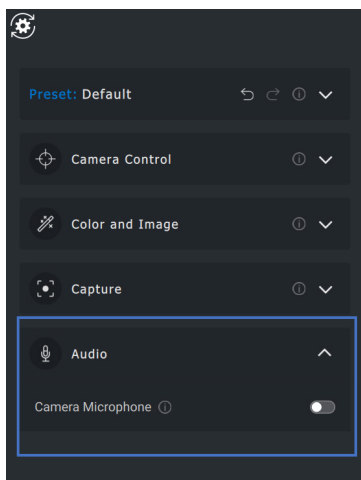 Preset: Default
Camera Control
Color and Image
Capture
Audio
Camera Microphone